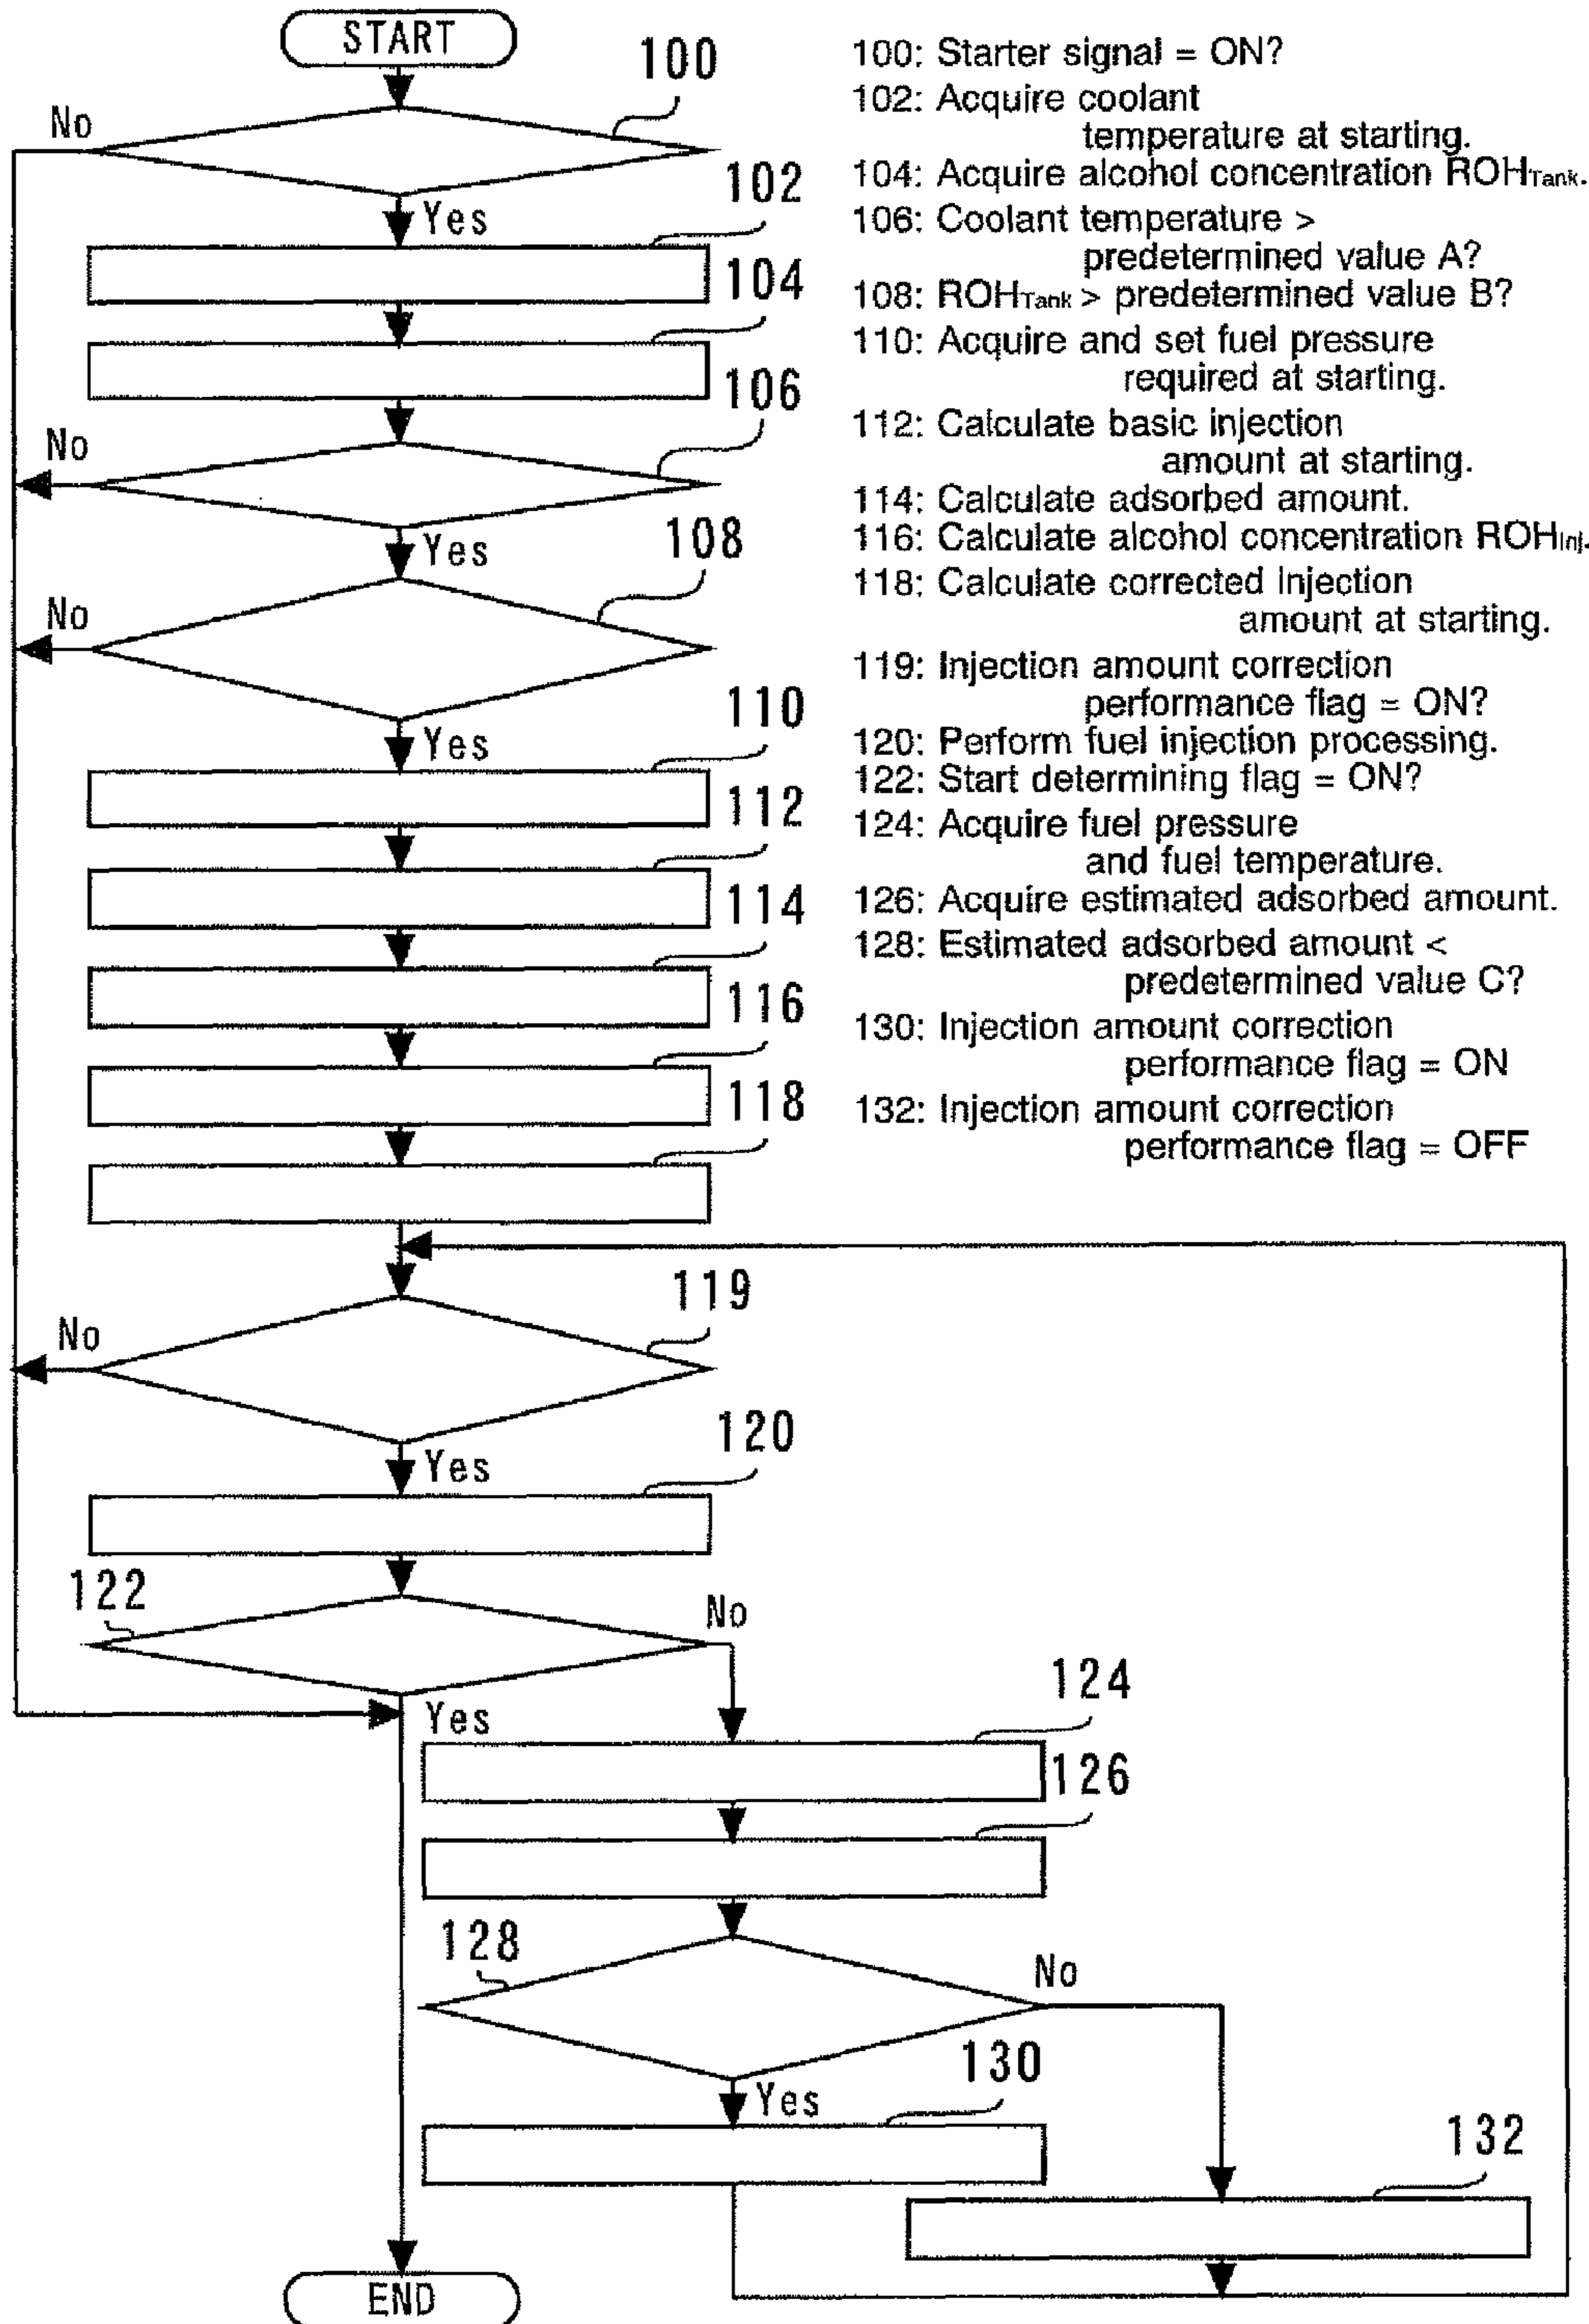 START
100
No
Yes
102
104
106
No
Yes
108
No
Yes
110
112
114
116
118
119
No
Yes
120
122
No
Yes
124
126
128
No
Yes
130
132
END
100: Starter signal = ON?
102: Acquire coolant
temperature at starting.
104: Acquire alcohol concentration ROHTank.
106: Coolant temperature >
predetermined value A?
108: ROHTank > predetermined value B?
110: Acquire and set fuel pressure
required at starting.
112: Calculate basic injection
amount at starting.
114: Calculate adsorbed amount.
116: Calculate alcohol concentration ROHInj.
118: Calculate corrected injection
amount at starting.
119: Injection amount correction
performance flag = ON?
120: Perform fuel injection processing.
122: Start determining flag = ON?
124: Acquire fuel pressure
and fuel temperature.
126: Acquire estimated adsorbed amount.
128: Estimated adsorbed amount <
predetermined value C?
130: Injection amount correction
performance flag = ON
132: Injection amount correction
performance flag = OFF